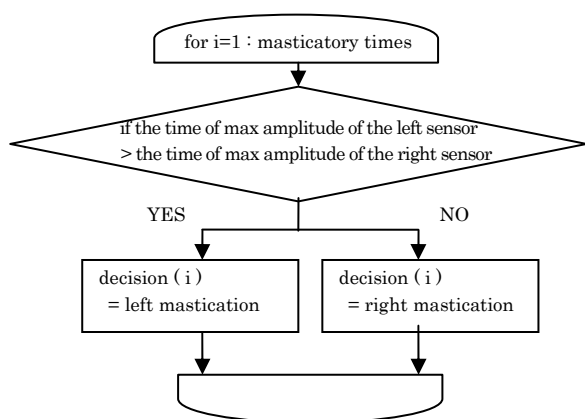 for i=1 : masticatory times
if the time of max amplitude of the left sensor
> the time of max amplitude of the right sensor
YES
NO
decision ( i )
= left mastication
decision ( i )
= right mastication